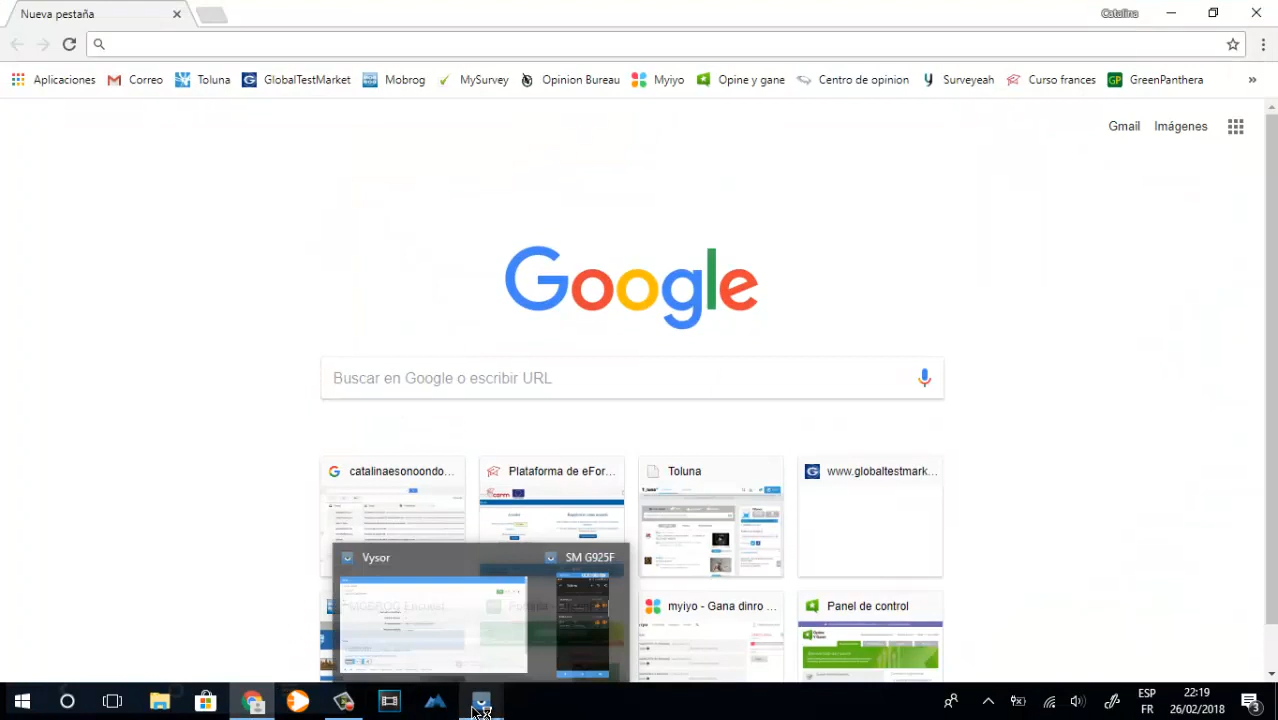 Nueva pestaña
Catalina
Aplicaciones Correo Toluna GlobalTestMarket Mobrog MySurvey Opinion Bureau Myiyo Opine y gane Centro de opinion Surveyeah Curso frances GreenPanthera »
Gmail Imágenes
Google
Buscar en Google o escribir URL
catalinaesonoondo... Plataforma de eFor... Toluna www.globaltestmark...
Vysor SM G925F
myiyo - Gana dinro ... Panel de control
ESP 22:19
FR 26/02/2018 3